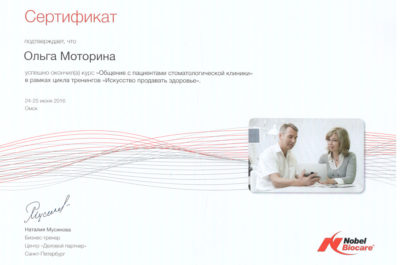 Сертификат
подтверждает, что
Ольга Моторина
успешно окончил(а) курс «Общение с пациентами стоматологической клиники»
в рамках цикла тренингов «Искусство продавать здоровье».
24-25 июня 2016
Омск
Наталия Мусинова
Бизнес-тренер
Центр «Деловой партнер»
Санкт-Петербург
Nobel
Biocare